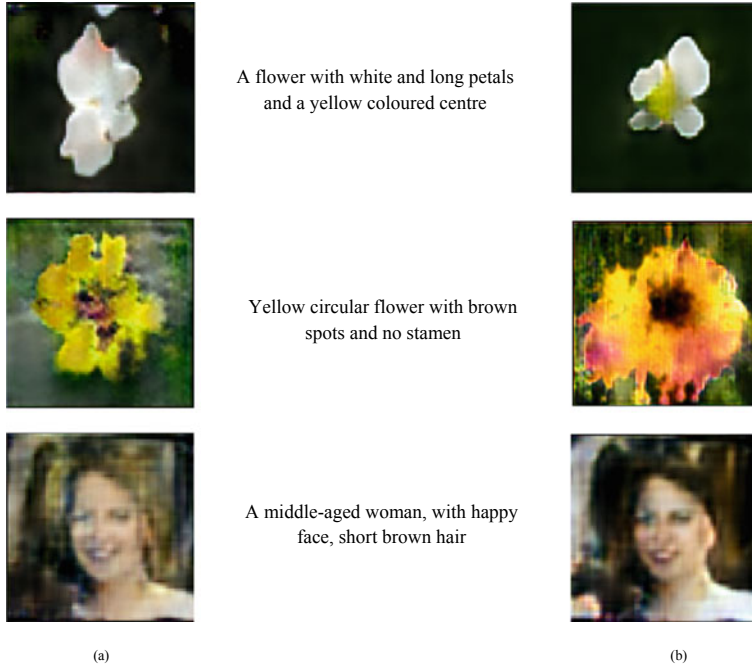 A flower with white and long petals
and a yellow coloured centre
Yellow circular flower with brown
spots and no stamen
A middle-aged woman, with happy
face, short brown hair
(a)
(b)